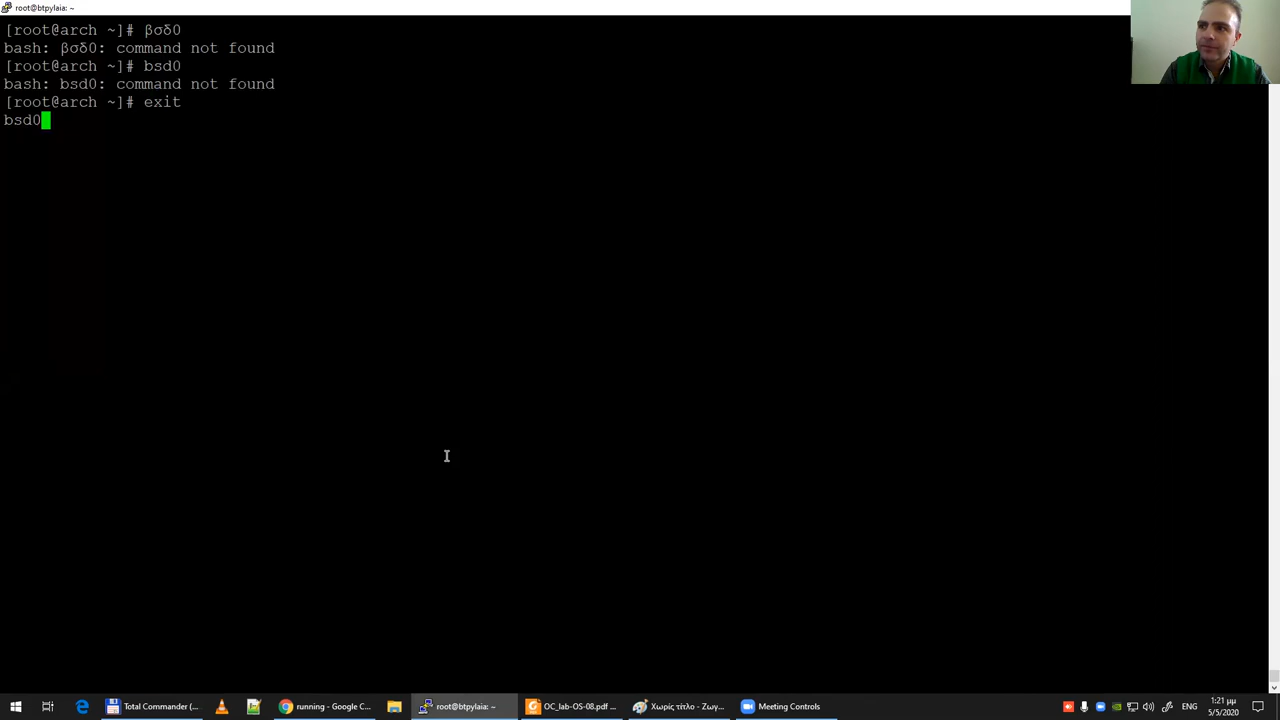 root@btpylaia: ~
[root@arch ~]# βσδ0
bash: βσδ0: command not found
[root@arch ~]# bsd0
bash: bsd0: command not found
[root@arch ~]# exit
bsd0
Total Commander (...
running - Google C...
root@btpylaia: ~
OC_lab-OS-08.pdf ...
Χωρίς τίτλο - Ζωγ...
Meeting Controls
ENG
1:21 μμ
5/5/2020